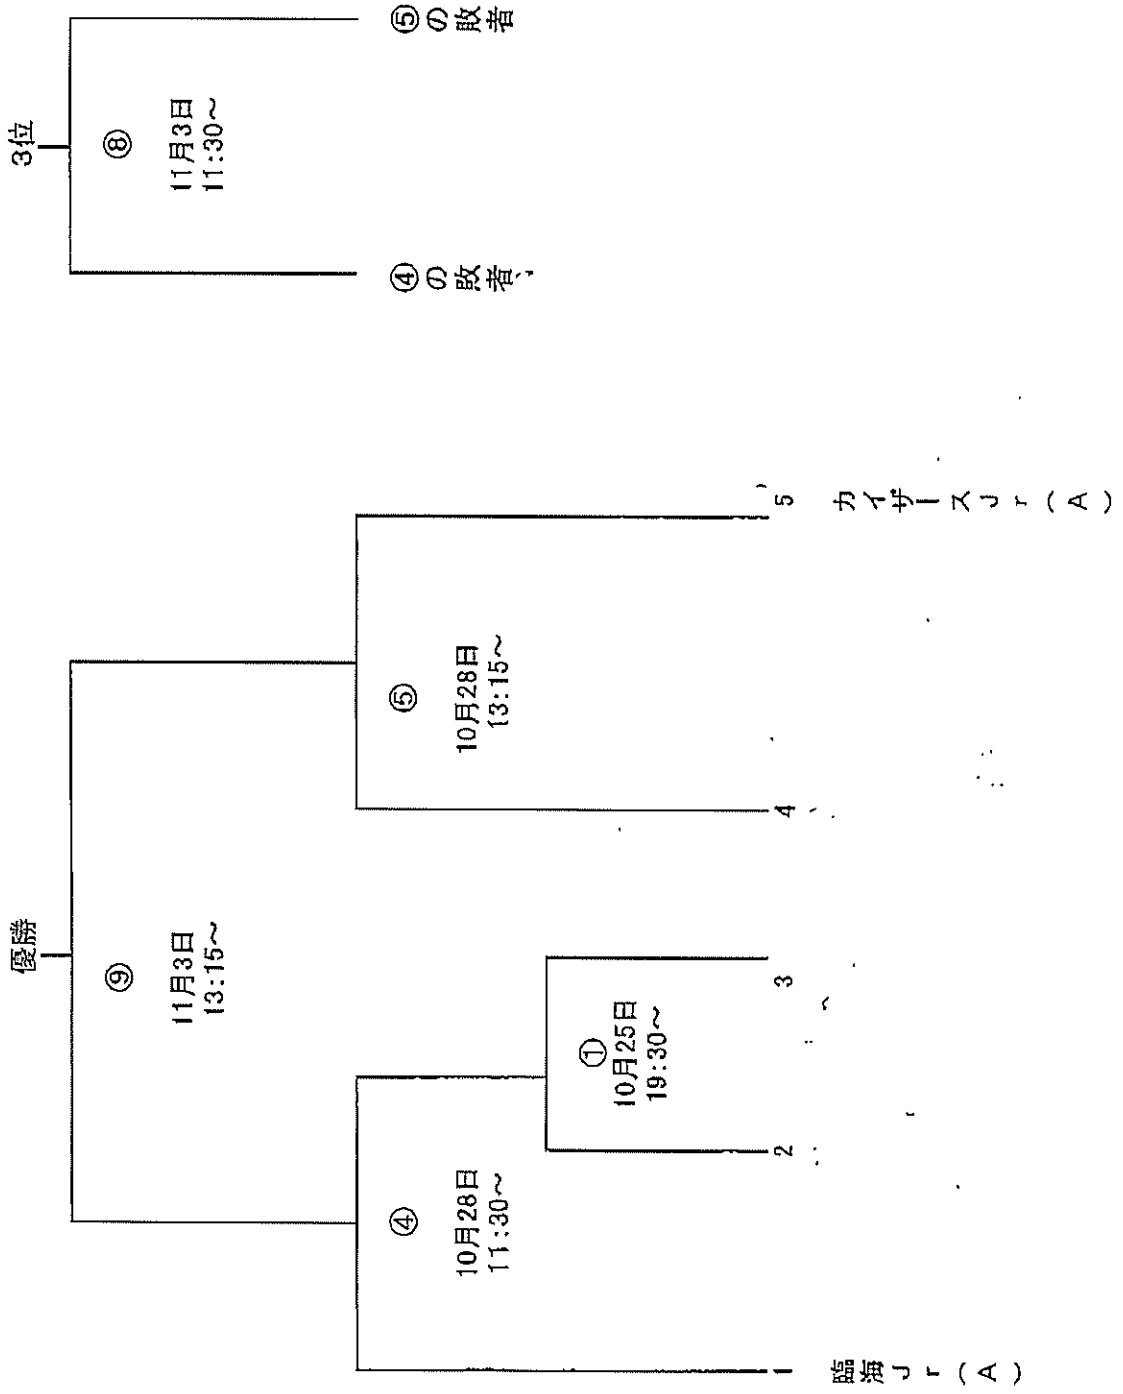 優勝
⑨
11月3日
13:15～
④
10月28日
11:30～
⑤
10月28日
13:15～
①
10月25日
19:30～
1
2
3
4
5
臨海Jr(A)
カイザースJr(A)
3位
⑧
11月3日
11:30～
④の敗者
⑤の敗者